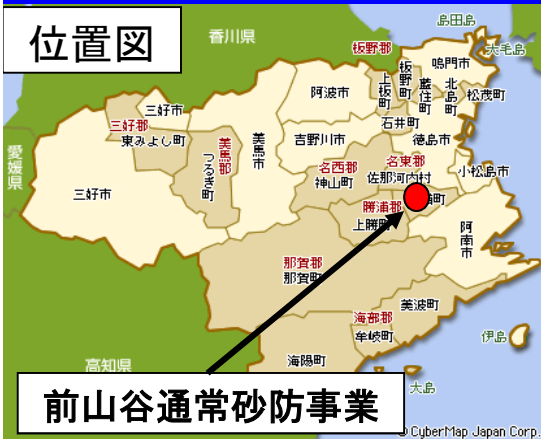 位置図
香川県
島田島
大毛島
板野郡
鳴門市
板野町
上板町
藍住町
北島町
松茂町
阿波市
石井町
三好市
三好郡
東みよし町
美馬郡
つるぎ町
美馬市
吉野川市
徳島市
名西郡
神山町
名東郡
佐那河内村
小松島市
愛媛県
三好市
勝浦郡
浦町
上勝町
阿南市
那賀郡
那賀町
美波町
海部郡
牟岐町
伊島
海陽町
高知県
大島
前山谷通常砂防事業
© CyberMap Japan Corp.